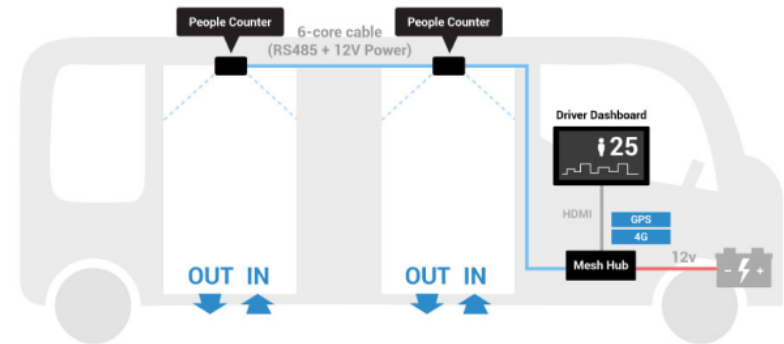 People Counter
People Counter
6-core cable
(RS485 + 12V Power)
Driver Dashboard
25
HDMI
GPS
4G
Mesh Hub
12v
- +
OUT IN
OUT IN